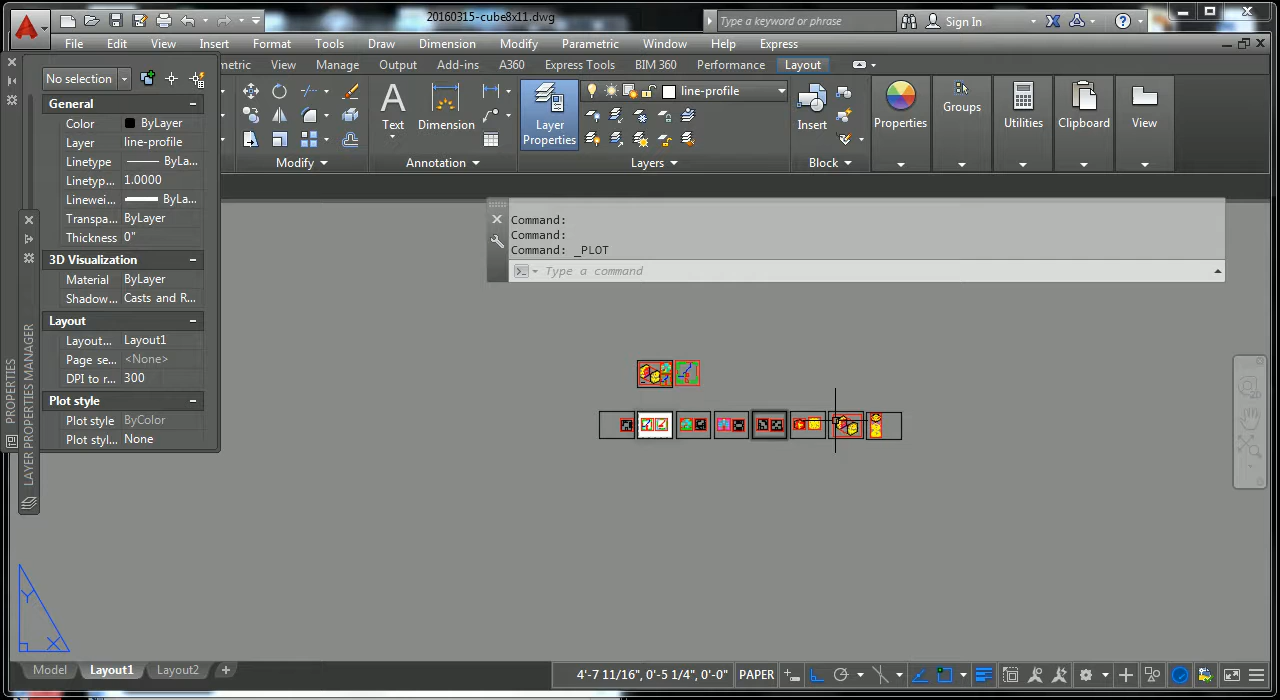 20160315-cube8x11.dwg
Type a keyword or phrase
Sign In
File Edit View Insert Format Tools Draw Dimension Modify Parametric Window Help Express
No selection
metric View Manage Output Add-ins A360 Express Tools BIM 360 Performance Layout
General
Color ByLayer
Layer line-profile
Linetype ByLa...
Linetyp... 1.0000
Linewei... ByLa...
Transpa... ByLayer
Thickness 0"
3D Visualization
Material ByLayer
Shadow... Casts and R...
Layout
Layout... Layout1
Page se... <None>
DPI to r... 300
Plot style
Plot style ByColor
Plot styl... None
PROPERTIES
LAYER PROPERTIES MANAGER
Text
Dimension
Layer
Properties
line-profile
Insert
Properties
Groups
Utilities
Clipboard
View
Modify
Annotation
Layers
Block
Command:
Command:
Command: _PLOT
Type a command
Y
X
Model Layout1 Layout2 +
4'-7 11/16", 0'-5 1/4", 0'-0" PAPER